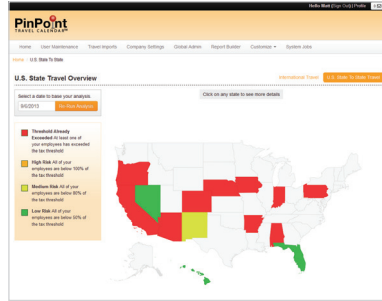 Hello Matt (Sign Out) | Profile
PinPoint
TRAVEL CALENDAR
Home User Maintenance Travel Imports Company Settings Global Admin Report Builder Customize System Jobs
Home U.S. State To State
U.S. State Travel Overview
International Travel U.S. State To State Travel
Select a date to base your analysis.
Click on any state to see more details
6/6/2013 Re-Run Analysis
Threshold Already
Exceeded At least one of
your employees has exceeded
the tax threshold
High Risk All of your
employees are below 100% of
the tax threshold
Medium Risk All of your
employees are below 80% of
the tax threshold
Low Risk All of your
employees are below 50% of
the tax threshold